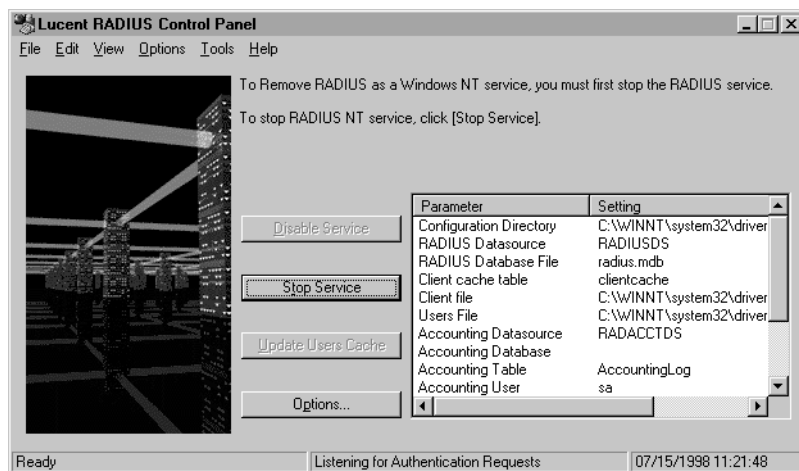 Lucent RADIUS Control Panel
File Edit View Options Tools Help
To Remove RADIUS as a Windows NT service, you must first stop the RADIUS service.
To stop RADIUS NT service, click [Stop Service].
Disable Service
Stop Service
Update Users Cache
Options...
Parameter Setting
Configuration Directory C:\WINNT\system32\driver
RADIUS Datasource RADIUSDS
RADIUS Database File radius.mdb
Client cache table clientcache
Client file C:\WINNT\system32\driver
Users File C:\WINNT\system32\driver
Accounting Datasource RADACCTDS
Accounting Database
Accounting Table AccountingLog
Accounting User sa
Ready Listening for Authentication Requests 07/15/1998 11:21:48